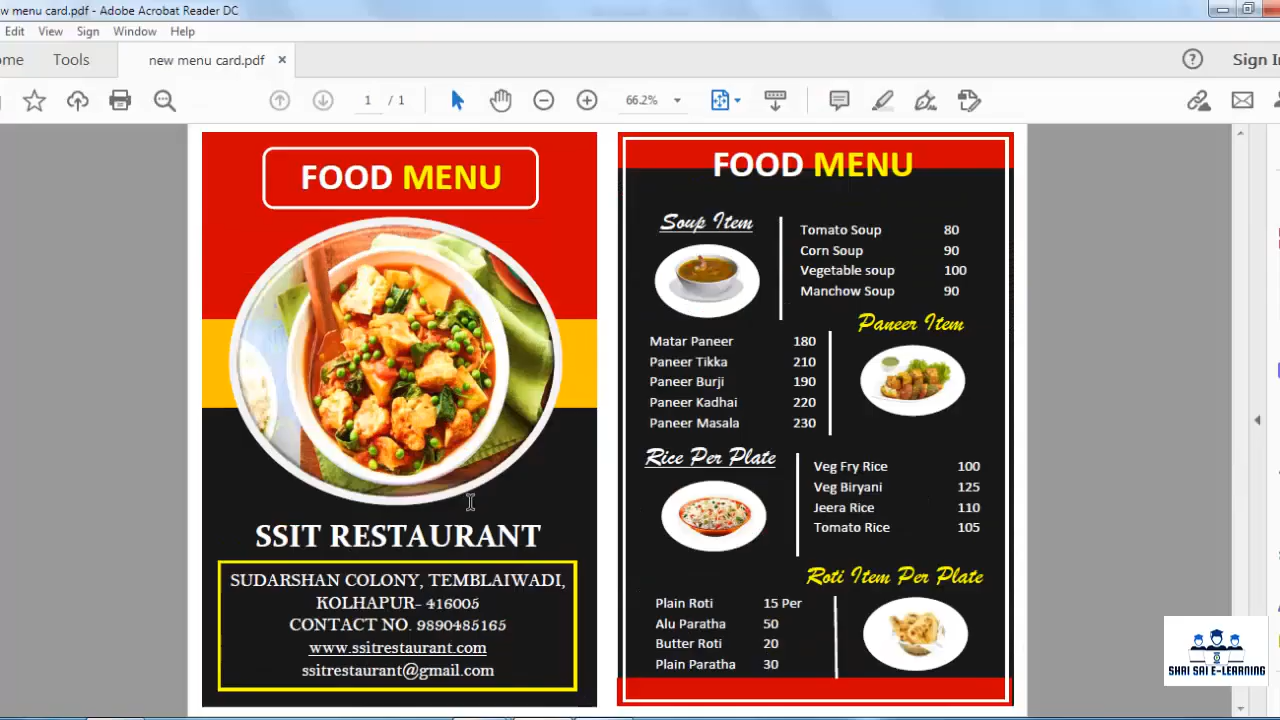 w menu card.pdf - Adobe Acrobat Reader DC
Edit View Sign Window Help
ome Tools new menu card.pdf × Sign In
1 / 1 66.2%
FOOD MENU
SSIT RESTAURANT
SUDARSHAN COLONY, TEMBLAIWADI,
KOLHAPUR- 416005
CONTACT NO. 9890485165
www.ssitrestaurant.com
ssitrestaurant@gmail.com
FOOD MENU
Soup Item
Tomato Soup 80
Corn Soup 90
Vegetable soup 100
Manchow Soup 90
Paneer Item
Matar Paneer 180
Paneer Tikka 210
Paneer Burji 190
Paneer Kadhai 220
Paneer Masala 230
Rice Per Plate
Veg Fry Rice 100
Veg Biryani 125
Jeera Rice 110
Tomato Rice 105
Roti Item Per Plate
Plain Roti 15 Per
Alu Paratha 50
Butter Roti 20
Plain Paratha 30
SHRI SAI E-LEARNING